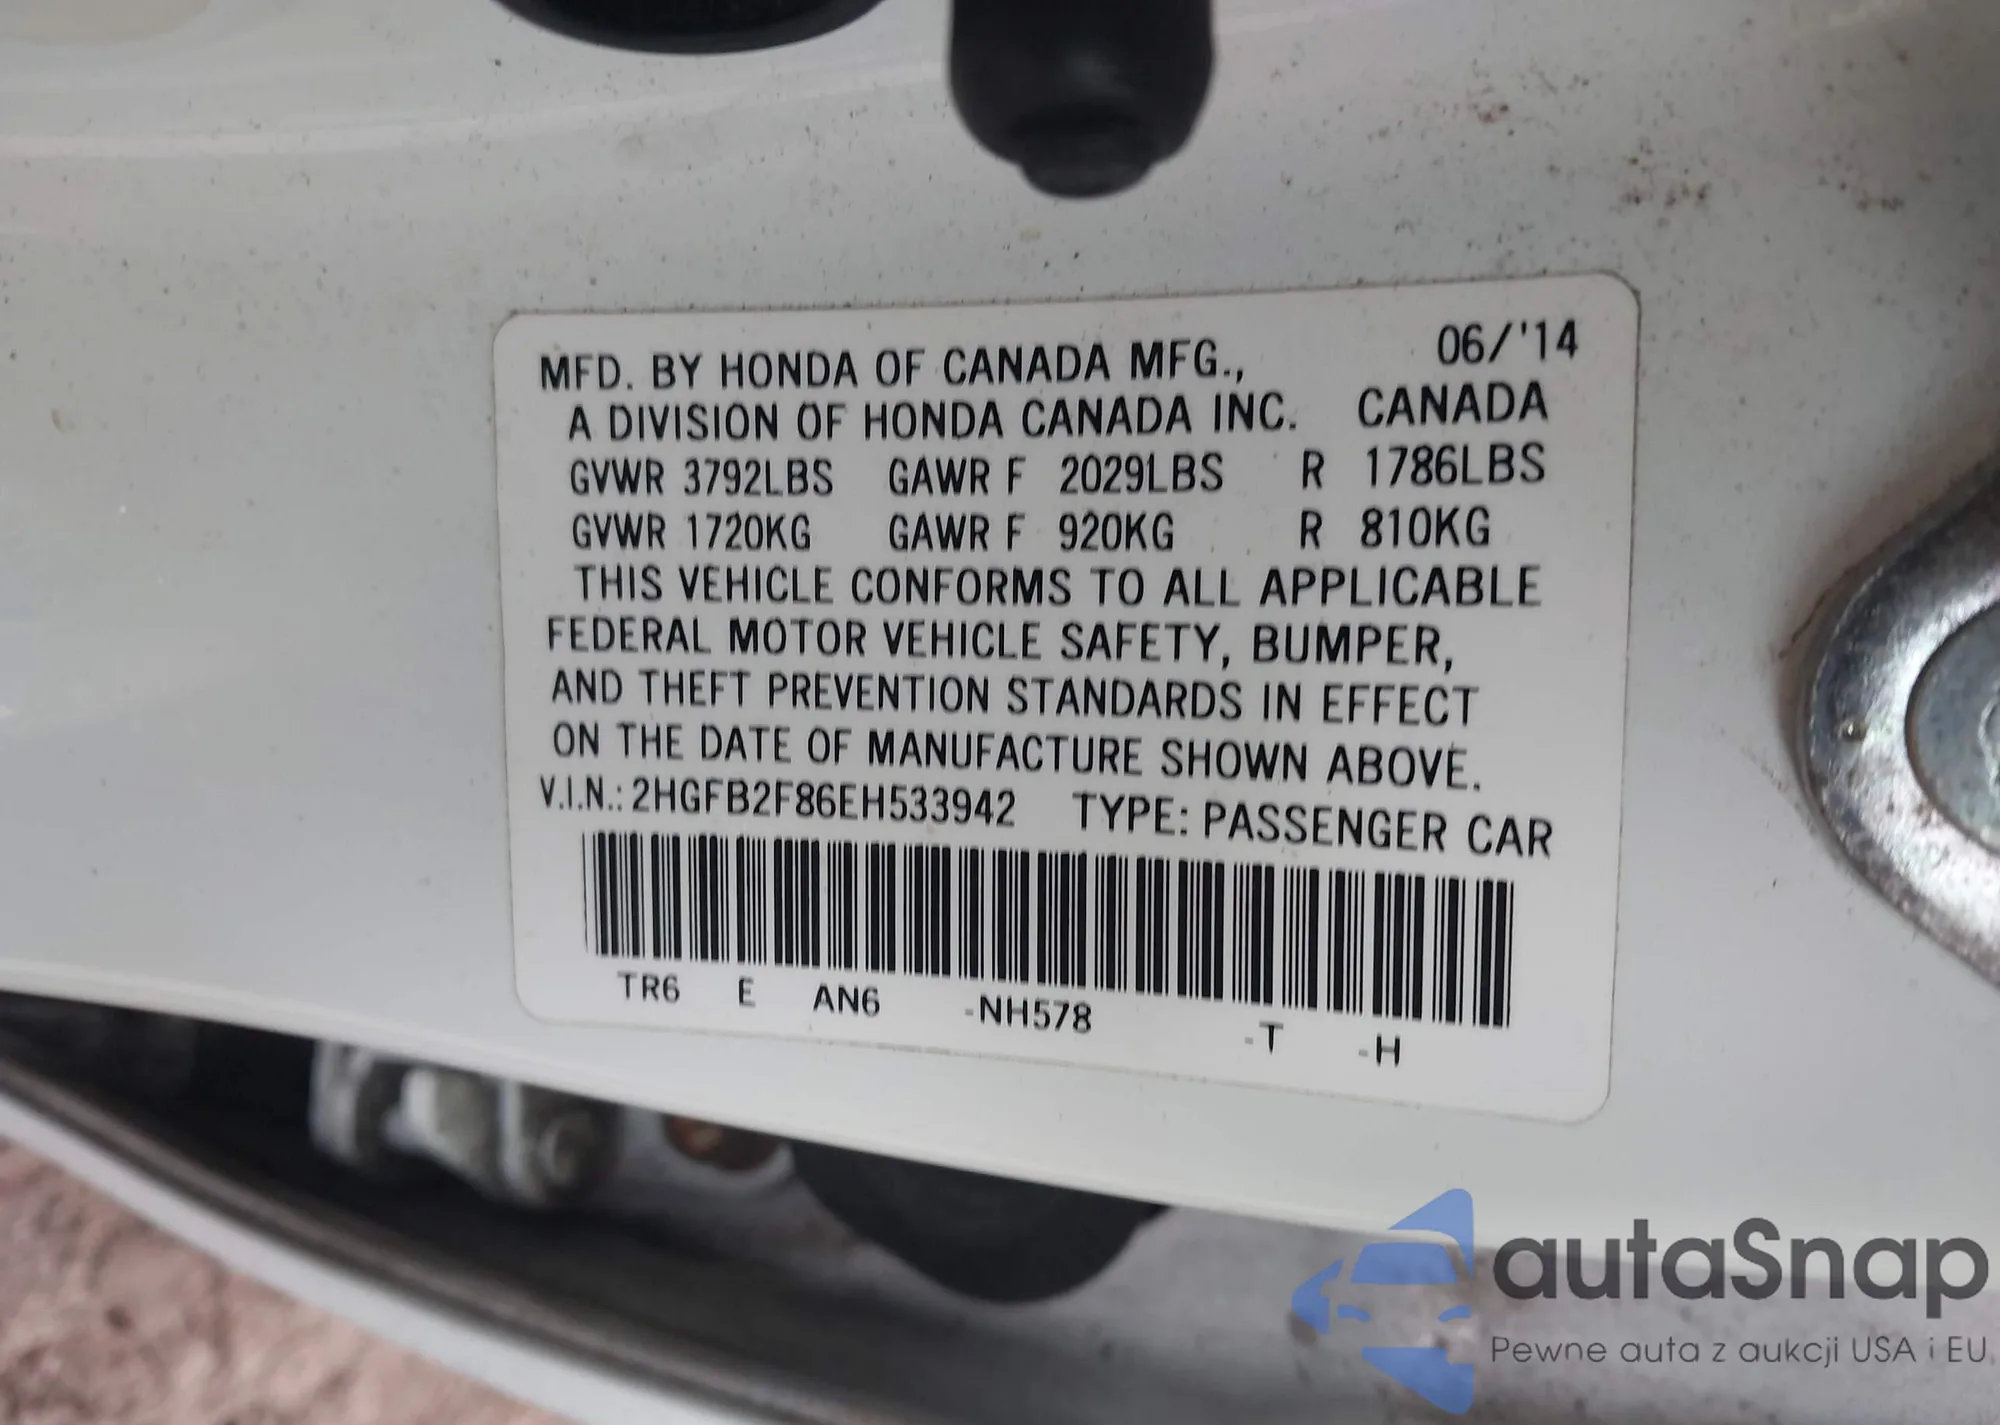 06/'14
MFD. BY HONDA OF CANADA MFG.,
A DIVISION OF HONDA CANADA INC. CANADA
GVWR 3792LBS GAWR F 2029LBS R 1786LBS
GVWR 1720KG GAWR F 920KG R 810KG
THIS VEHICLE CONFORMS TO ALL APPLICABLE
FEDERAL MOTOR VEHICLE SAFETY, BUMPER,
AND THEFT PREVENTION STANDARDS IN EFFECT
ON THE DATE OF MANUFACTURE SHOWN ABOVE.
V.I.N.: 2HGFB2F86EH533942 TYPE: PASSENGER CAR
TR6 E AN6 -NH578 -T -H
autaSnap
Pewne auta z aukcji USA i EU